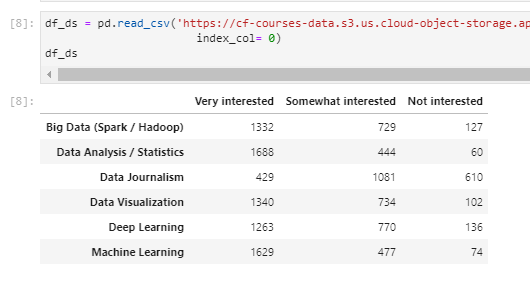 [8]: df_ds = pd.read_csv('https://cf-courses-data.s3.us.cloud-object-storage.ap
index_col= 0)
df_ds
[8]:
Very interested Somewhat interested Not interested
Big Data (Spark / Hadoop) 1332 729 127
Data Analysis / Statistics 1688 444 60
Data Journalism 429 1081 610
Data Visualization 1340 734 102
Deep Learning 1263 770 136
Machine Learning 1629 477 74